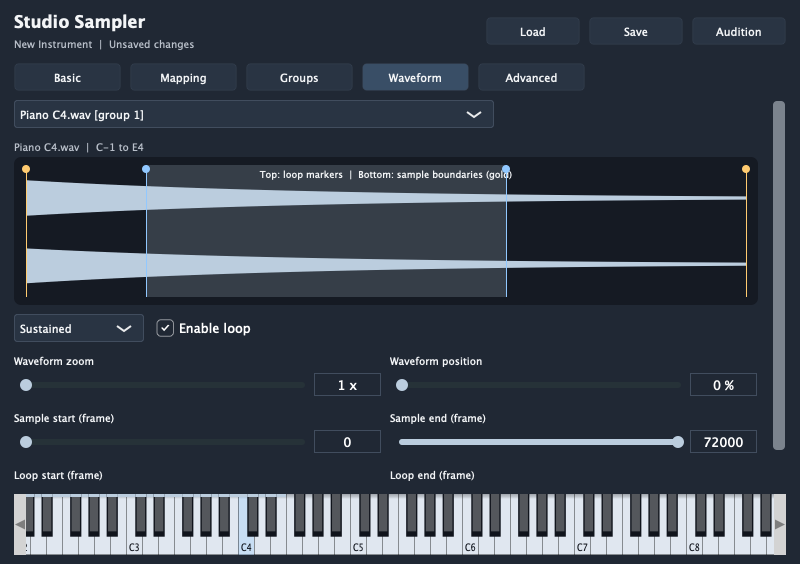 Studio Sampler
New Instrument | Unsaved changes
Load
Save
Audition
Basic
Mapping
Groups
Waveform
Advanced
Piano C4.wav [group 1]
Piano C4.wav | C-1 to E4
Top: loop markers | Bottom: sample boundaries (gold)
Sustained
Enable loop
Waveform zoom
Waveform position
1 x
0 %
Sample start (frame)
Sample end (frame)
0
72000
Loop start (frame)
Loop end (frame)
C3
C4
C5
C6
C7
C8